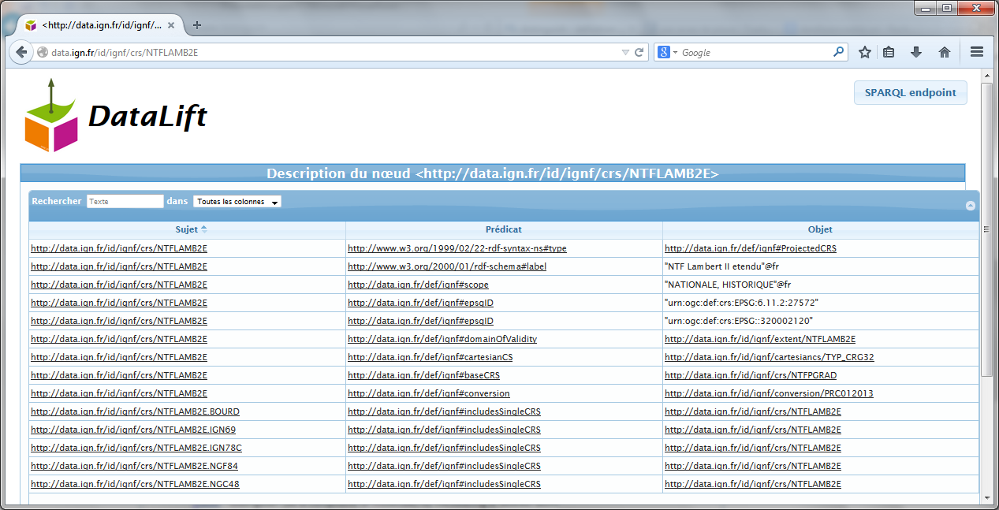 <http://data.ign.fr/id/ignf/...
data.ign.fr/id/ignf/crs/NTFLAMB2E
8 Google
DataLift
SPARQL endpoint
Description du nœud <http://data.ign.fr/id/ignf/crs/NTFLAMB2E>
Rechercher Texte dans Toutes les colonnes
Sujet Prédicat Objet
http://data.ign.fr/id/ignf/crs/NTFLAMB2E http://www.w3.org/1999/02/22-rdf-syntax-ns#type http://data.ign.fr/def/ignf#ProjectedCRS
http://data.ign.fr/id/ignf/crs/NTFLAMB2E http://www.w3.org/2000/01/rdf-schema#label "NTF Lambert II etendu"@fr
http://data.ign.fr/id/ignf/crs/NTFLAMB2E http://data.ign.fr/def/ignf#scope "NATIONALE, HISTORIQUE"@fr
http://data.ign.fr/id/ignf/crs/NTFLAMB2E http://data.ign.fr/def/ignf#epsgID "urn:ogc:def:crs:EPSG:6.11.2:27572"
http://data.ign.fr/id/ignf/crs/NTFLAMB2E http://data.ign.fr/def/ignf#epsgID "urn:ogc:def:crs:EPSG::320002120"
http://data.ign.fr/id/ignf/crs/NTFLAMB2E http://data.ign.fr/def/ignf#domainOfValidity http://data.ign.fr/id/ignf/extent/NTFLAMB2E
http://data.ign.fr/id/ignf/crs/NTFLAMB2E http://data.ign.fr/def/ignf#cartesianCS http://data.ign.fr/id/ignf/cartesiancs/TYP_CRG32
http://data.ign.fr/id/ignf/crs/NTFLAMB2E http://data.ign.fr/def/ignf#baseCRS http://data.ign.fr/id/ignf/crs/NTFPGRAD
http://data.ign.fr/id/ignf/crs/NTFLAMB2E http://data.ign.fr/def/ignf#conversion http://data.ign.fr/id/ignf/conversion/PRC012013
http://data.ign.fr/id/ignf/crs/NTFLAMB2E.BOURD http://data.ign.fr/def/ignf#includesSingleCRS http://data.ign.fr/id/ignf/crs/NTFLAMB2E
http://data.ign.fr/id/ignf/crs/NTFLAMB2E.IGN69 http://data.ign.fr/def/ignf#includesSingleCRS http://data.ign.fr/id/ignf/crs/NTFLAMB2E
http://data.ign.fr/id/ignf/crs/NTFLAMB2E.IGN78C http://data.ign.fr/def/ignf#includesSingleCRS http://data.ign.fr/id/ignf/crs/NTFLAMB2E
http://data.ign.fr/id/ignf/crs/NTFLAMB2E.NGF84 http://data.ign.fr/def/ignf#includesSingleCRS http://data.ign.fr/id/ignf/crs/NTFLAMB2E
http://data.ign.fr/id/ignf/crs/NTFLAMB2E.NGC48 http://data.ign.fr/def/ignf#includesSingleCRS http://data.ign.fr/id/ignf/crs/NTFLAMB2E